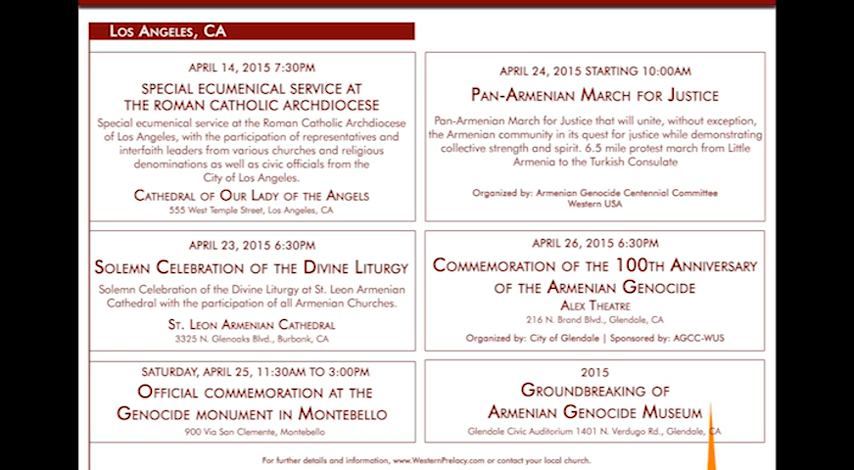 Los Angeles, CA
APRIL 14, 2015 7:30PM
SPECIAL ECUMENICAL SERVICE AT
THE ROMAN CATHOLIC ARCHDIOCESE
Special ecumenical service at the Roman Catholic Archdiocese
of Los Angeles, with the participation of representatives and
interfaith leaders from various churches and religious
denominations as well as civic officials from the
City of Los Angeles.
Cathedral of Our Lady of the Angels
555 West Temple Street, Los Angeles, CA
APRIL 24, 2015 STARTING 10:00AM
Pan-Armenian March for Justice
Pan-Armenian March for Justice that will unite, without exception,
the Armenian community in its quest for justice while demonstrating
collective strength and spirit. 6.5 mile protest march from Little
Armenia to the Turkish Consulate
Organized by: Armenian Genocide Centennial Committee
Western USA
APRIL 23, 2015 6:30PM
Solemn Celebration of the Divine Liturgy
Solemn Celebration of the Divine Liturgy at St. Leon Armenian
Cathedral with the participation of all Armenian Churches.
St. Leon Armenian Cathedral
3325 N. Glenoaks Blvd., Burbank, CA
APRIL 26, 2015 6:30PM
Commemoration of the 100th Anniversary
of the Armenian Genocide
Alex Theatre
216 N. Brand Blvd., Glendale, CA
Organized by: City of Glendale | Sponsored by: AGCC-WUS
SATURDAY, APRIL 25, 11:30AM TO 3:00PM
Official commemoration at the
Genocide monument in Montebello
900 Via San Clemente, Montebello
2015
Groundbreaking of
Armenian Genocide Museum
Glendale Civic Auditorium 1401 N. Verdugo Rd., Glendale, CA
For further details and information, www.WesternPrelacy.com or contact your local church.